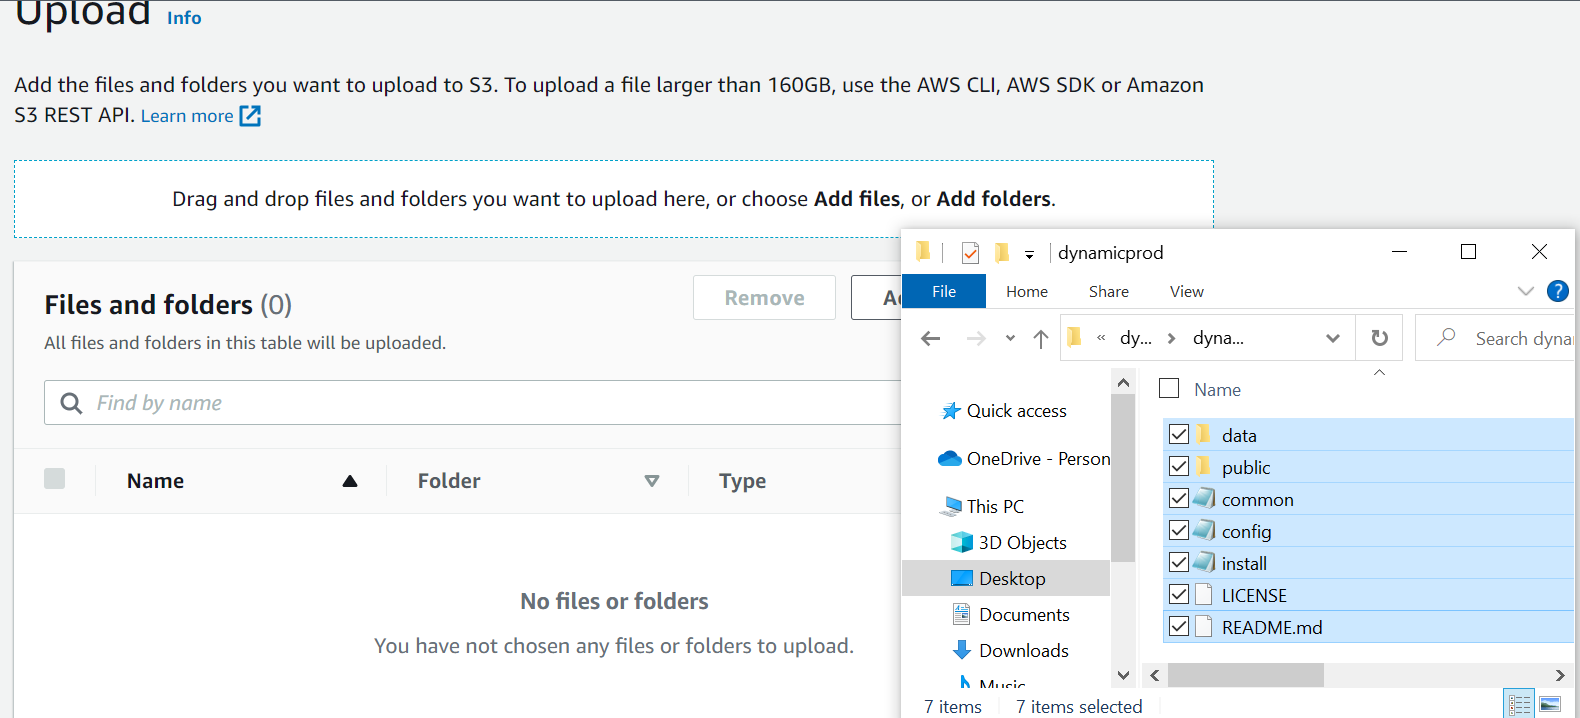 Upload Info
Add the files and folders you want to upload to S3. To upload a file larger than 160GB, use the AWS CLI, AWS SDK or Amazon
S3 REST API. Learn more
Drag and drop files and folders you want to upload here, or choose Add files, or Add folders.
Files and folders (0)
Remove
All files and folders in this table will be uploaded.
Find by name
Name
Folder
Type
No files or folders
You have not chosen any files or folders to upload.
dynamicprod
File
Home
Share
View
?
« dy... > dyna...
Search dyna
Name
Quick access
OneDrive - Person
This PC
3D Objects
Desktop
Documents
Downloads
Music
data
public
common
config
install
LICENSE
README.md
7 items
7 items selected